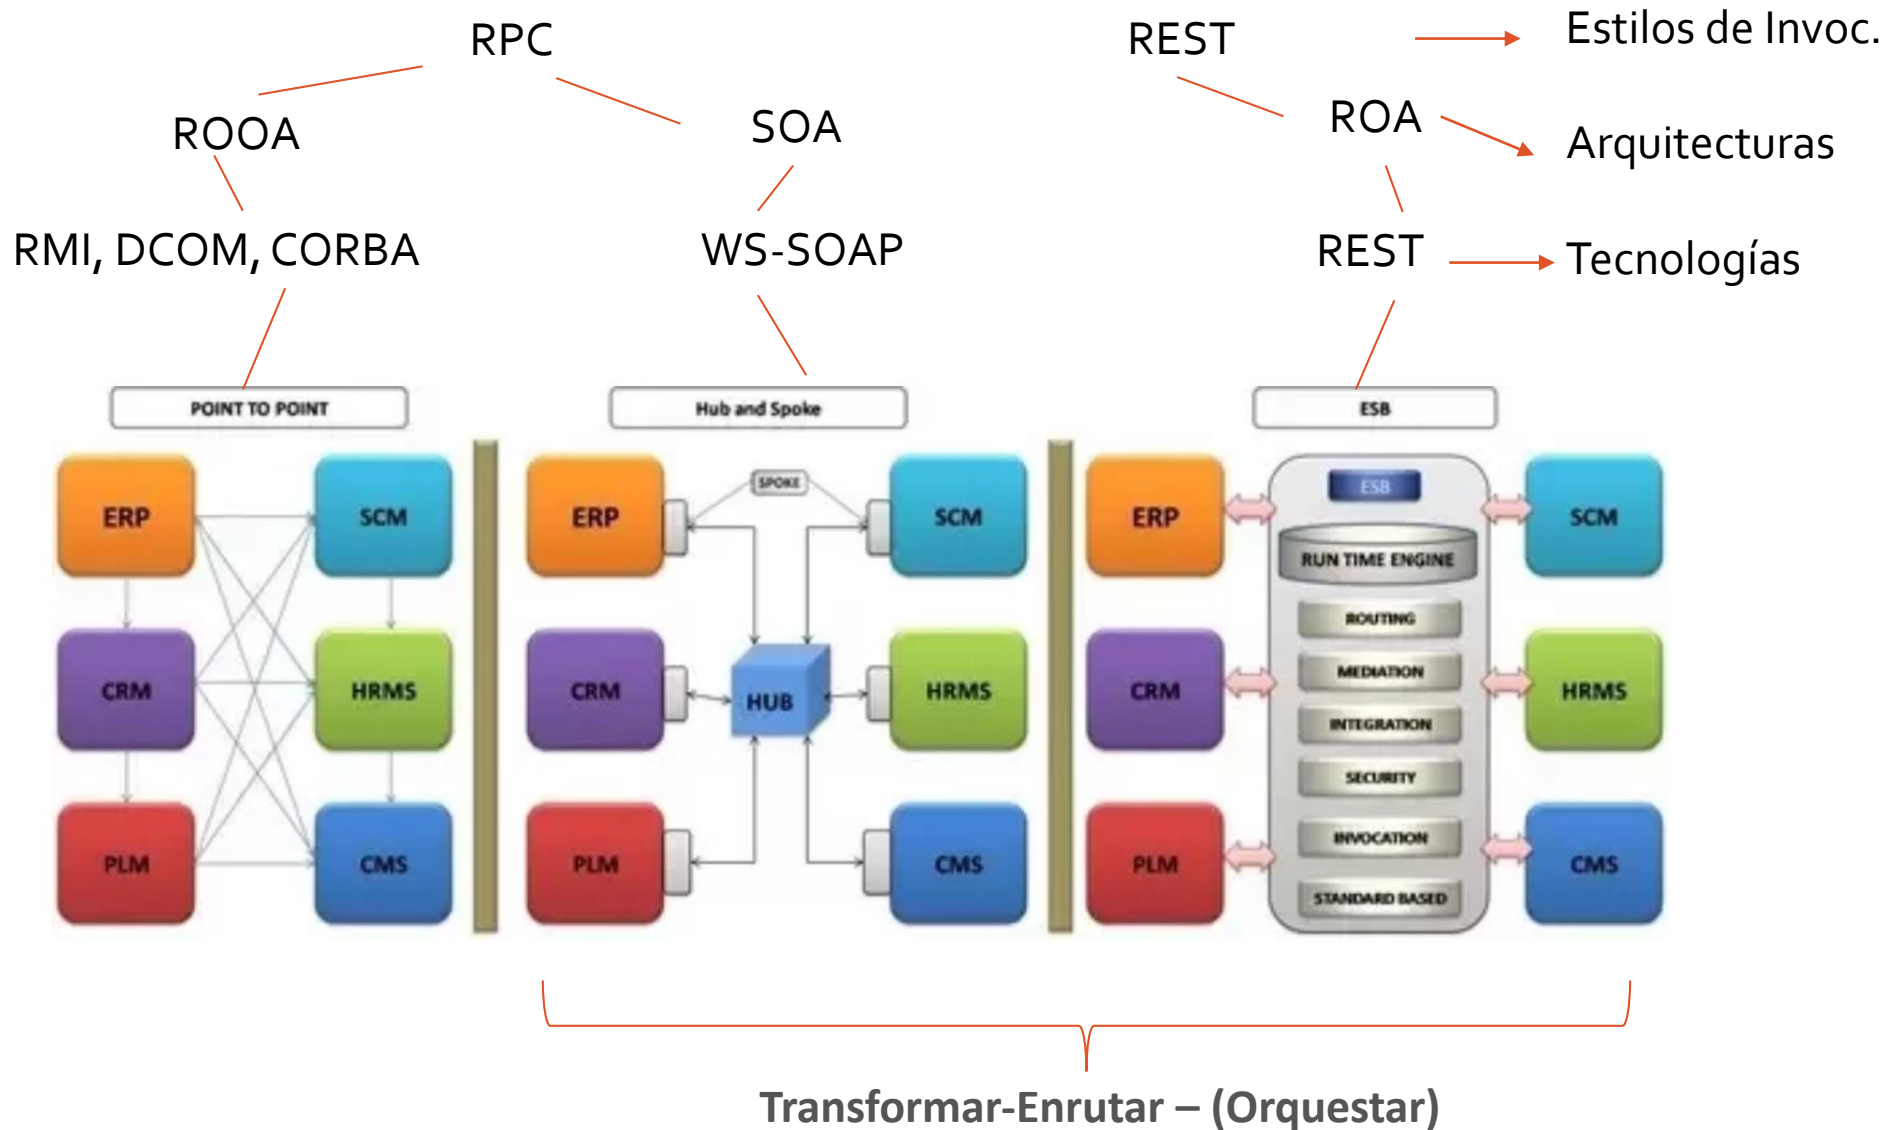 RPC
REST
Estilos de Invoc.
ROOA
SOA
ROA
Arquitecturas
RMI, DCOM, CORBA
WS-SOAP
REST
Tecnologías
POINT TO POINT
ERP
SCM
CRM
HRMS
PLM
CMS
Hub and Spoke
SPOKE
ERP
SCM
CRM
HUB
HRMS
PLM
CMS
ESB
ESB
ERP
SCM
RUN TIME ENGINE
ROUTING
MEDIATION
CRM
HRMS
INTEGRATION
SECURITY
INVOCATION
PLM
CMS
STANDARD BASED
Transformar-Enrutar – (Orquestar)